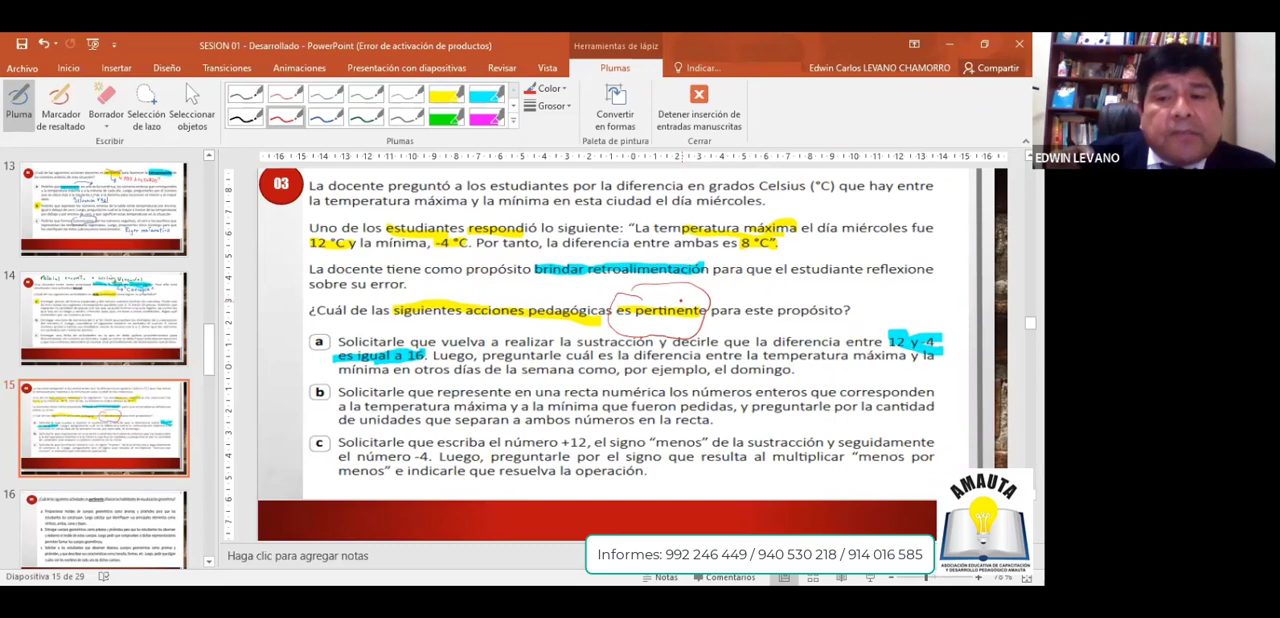 SESION 01 - Desarrollado - PowerPoint (Error de activación de productos)
Herramientas de lápiz
Archivo Inicio Insertar Diseño Transiciones Animaciones Presentación con diapositivas Revisar Vista Plumas Indicar... Edwin Carlos LEVANO CHAMORRO Compartir
Pluma Marcador de resaltado Borrador Selección de lazo Seleccionar objetos Color Grosor Convertir en formas Detener inserción de entradas manuscritas
Escribir Plumas Paleta de pintura Cerrar
EDWIN LEVANO
13
14
15
16
03
La docente preguntó a los estudiantes por la diferencia en grados Celsius (°C) que hay entre
la temperatura máxima y la mínima en esta ciudad el día miércoles.
Uno de los estudiantes respondió lo siguiente: “La temperatura máxima el día miércoles fue
12 °C y la mínima, -4 °C. Por tanto, la diferencia entre ambas es 8 °C”.
La docente tiene como propósito brindar retroalimentación para que el estudiante reflexione
sobre su error.
¿Cuál de las siguientes acciones pedagógicas es pertinente para este propósito?
a Solicitarle que vuelva a realizar la sustracción y decirle que la diferencia entre 12 y -4
es igual a 16. Luego, preguntarle cuál es la diferencia entre la temperatura máxima y la
mínima en otros días de la semana como, por ejemplo, el domingo.
b Solicitarle que represente en la recta numérica los números enteros que corresponden
a la temperatura máxima y a la mínima que fueron pedidas, y preguntarle por la cantidad
de unidades que separan a ambos números en la recta.
c Solicitarle que escriba el número +12, el signo “menos” de la sustracción y seguidamente
el número -4. Luego, preguntarle por el signo que resulta al multiplicar “menos por
menos” e indicarle que resuelva la operación.
AMAUTA
ASOCIACIÓN EDUCATIVA DE CAPACITACIÓN
Y DESARROLLO PEDAGÓGICO AMAUTA
Informes: 992 246 449/ 940 530 218 / 914 016 585
Haga clic para agregar notas
Diapositiva 15 de 29
Notas Comentarios